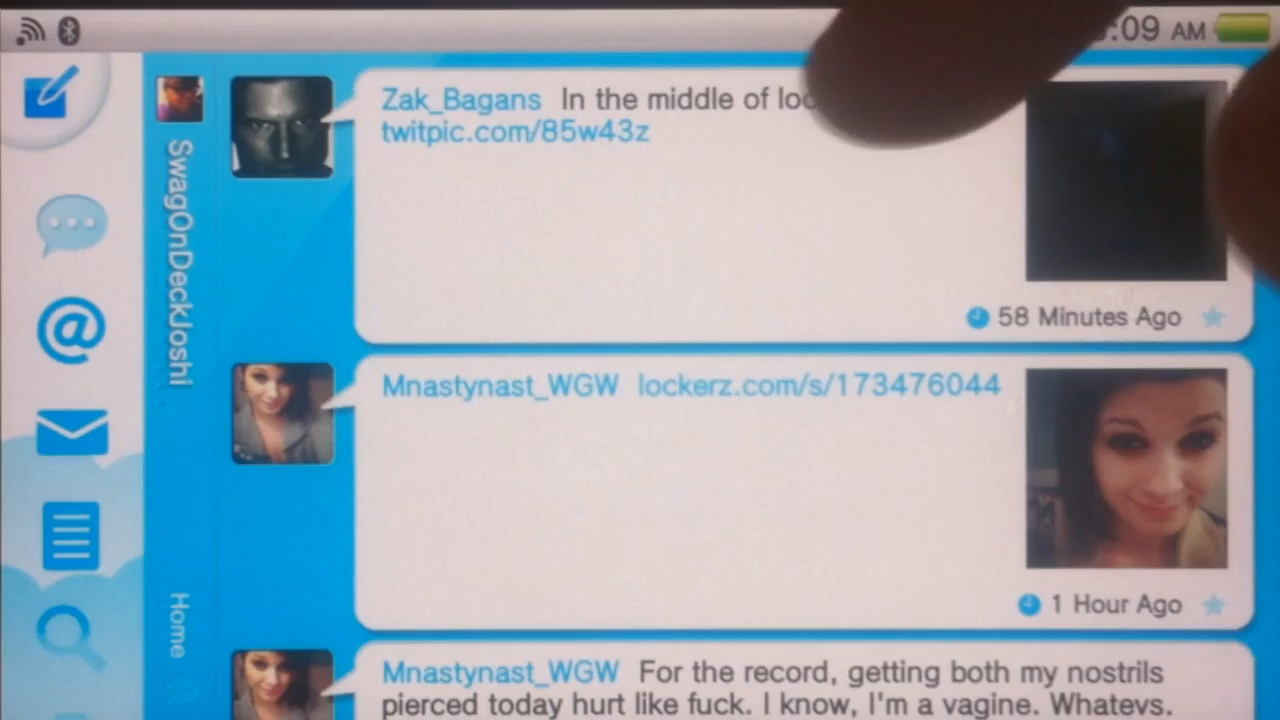 :09 AM
SwagOnDeckJoshi
Home
Zak_Bagans In the middle of
twitpic.com/85w43z
58 Minutes Ago
Mnastynast_WGW lockerz.com/s/173476044
1 Hour Ago
Mnastynast_WGW For the record, getting both my nostrils
pierced today hurt like fuck. I know, I'm a vagine. Whatevs.